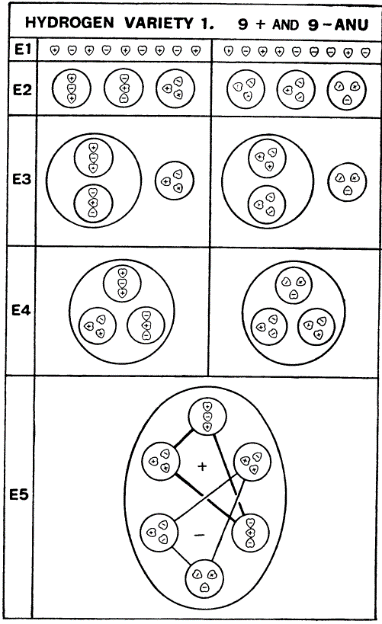 HYDROGEN VARIETY 1. 9 + AND 9-ANU
E1
E2
E3
E4
E5
+
−